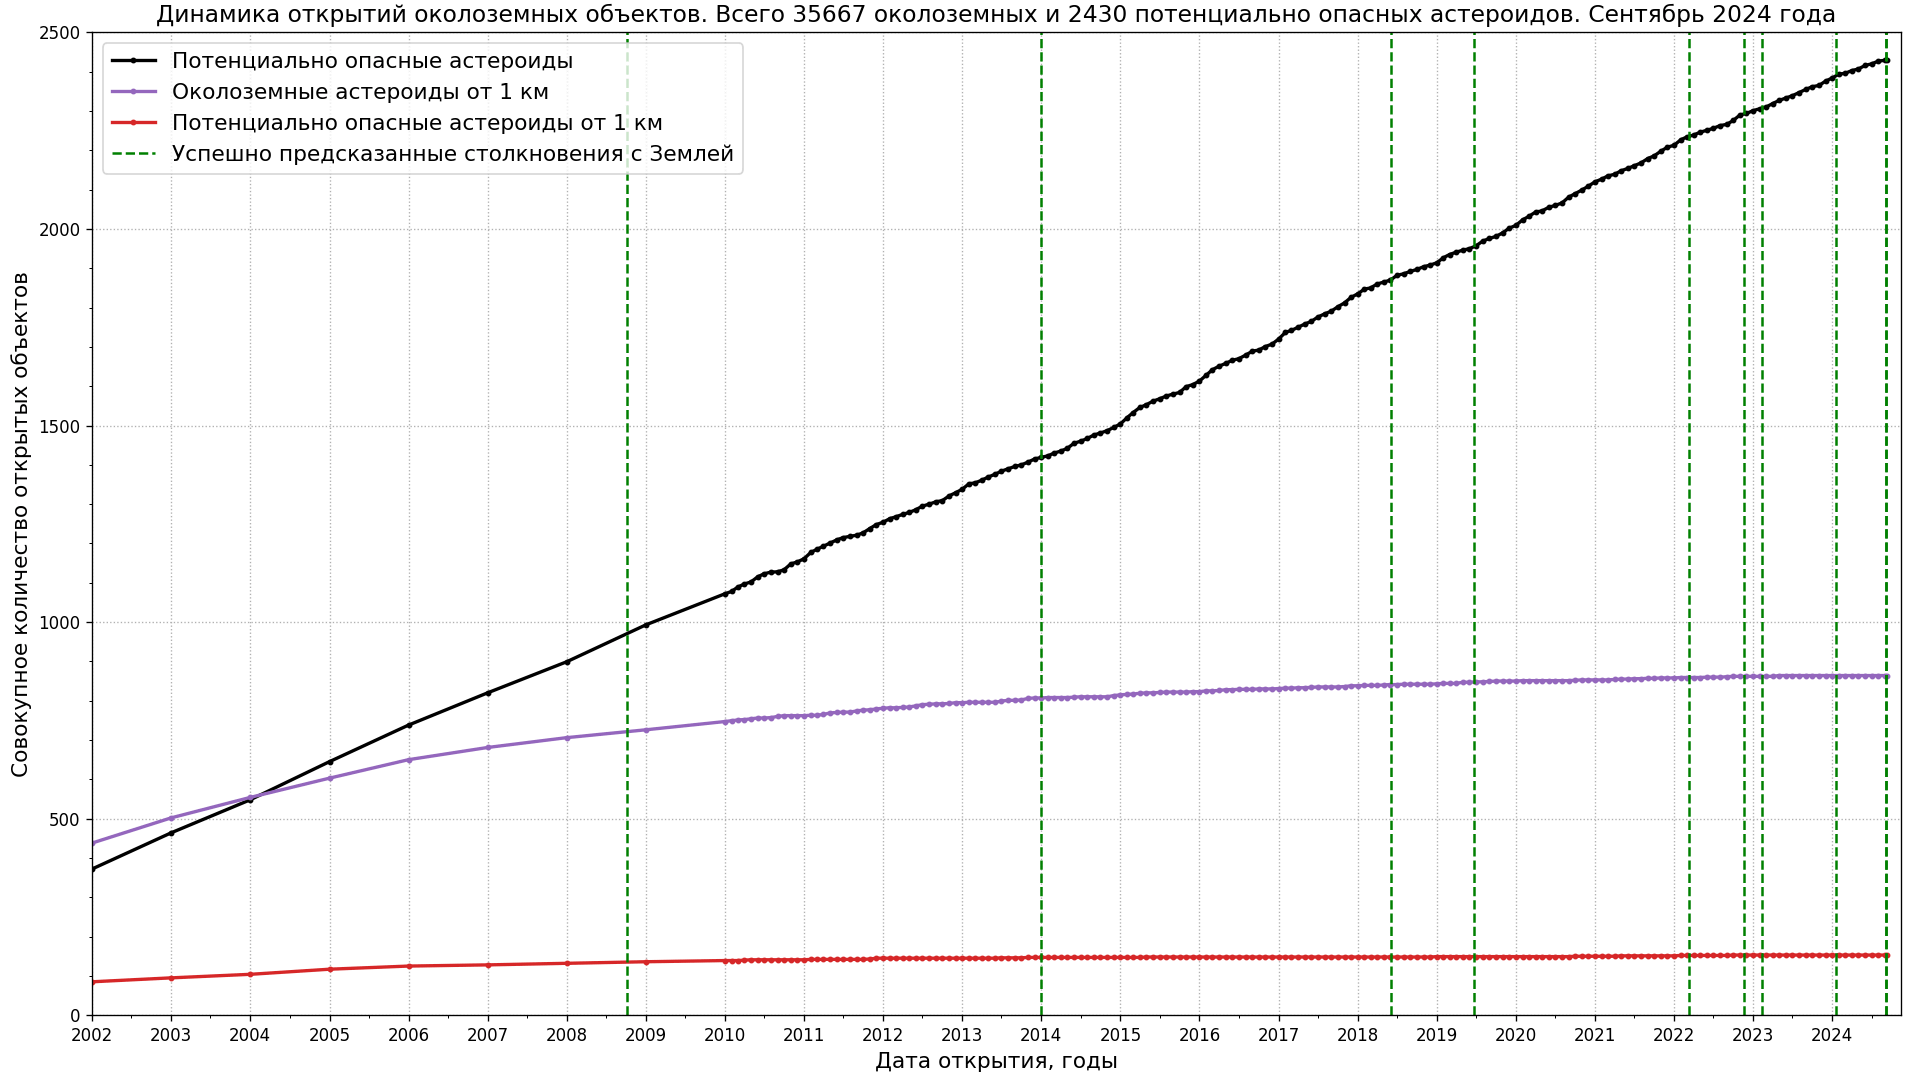 Динамика открытий околоземных объектов. Всего 35667 околоземных и 2430 потенциально опасных астероидов. Сентябрь 2024 года
Потенциально опасные астероиды
Околоземные астероиды от 1 км
Потенциально опасные астероиды от 1 км
Успешно предсказанные столкновения с Землей
Совокупное количество открытых объектов
2500
2000
1500
1000
500
0
2002 2003 2004 2005 2006 2007 2008 2009 2010 2011 2012 2013 2014 2015 2016 2017 2018 2019 2020 2021 2022 2023 2024
Дата открытия, годы